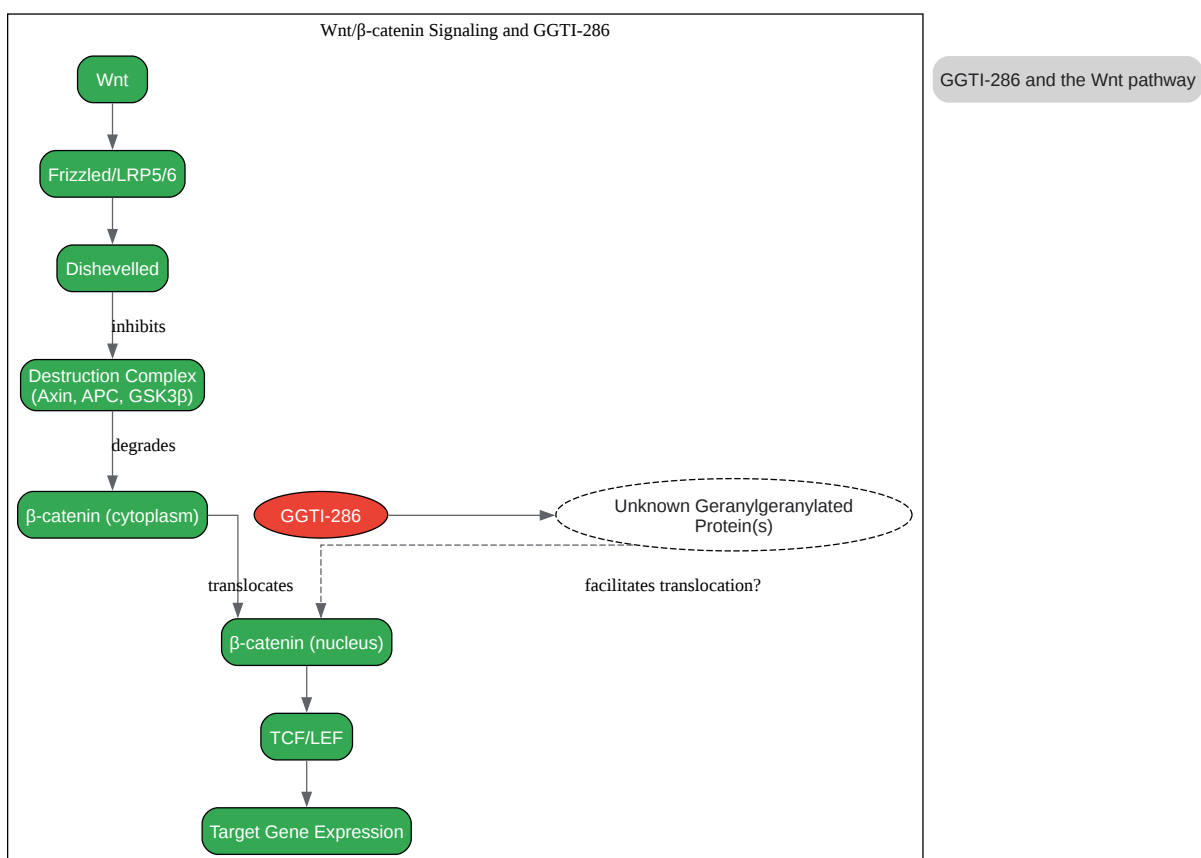 Wnt/β-catenin Signaling and GGTI-286
GGTI-286 and the Wnt pathway
Wnt
Frizzled/LRP5/6
Dishevelled
inhibits
Destruction Complex
(Axin, APC, GSK3β)
degrades
β-catenin (cytoplasm)
GGTI-286
Unknown Geranylgeranylated
Protein(s)
translocates
facilitates translocation?
β-catenin (nucleus)
TCF/LEF
Target Gene Expression